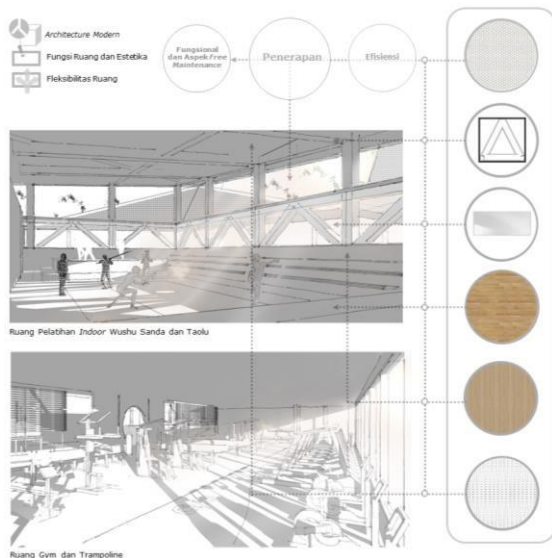 Architecture Modern
Fungsi Ruang dan Estetika
Fleksibilitas Ruang
Fungsional
dan Aspek Free
Maintenance
Penerapan
Efisiensi
Ruang Pelatihan Indoor Wushu Sanda dan Taolu
Ruang Gym dan Trampoline